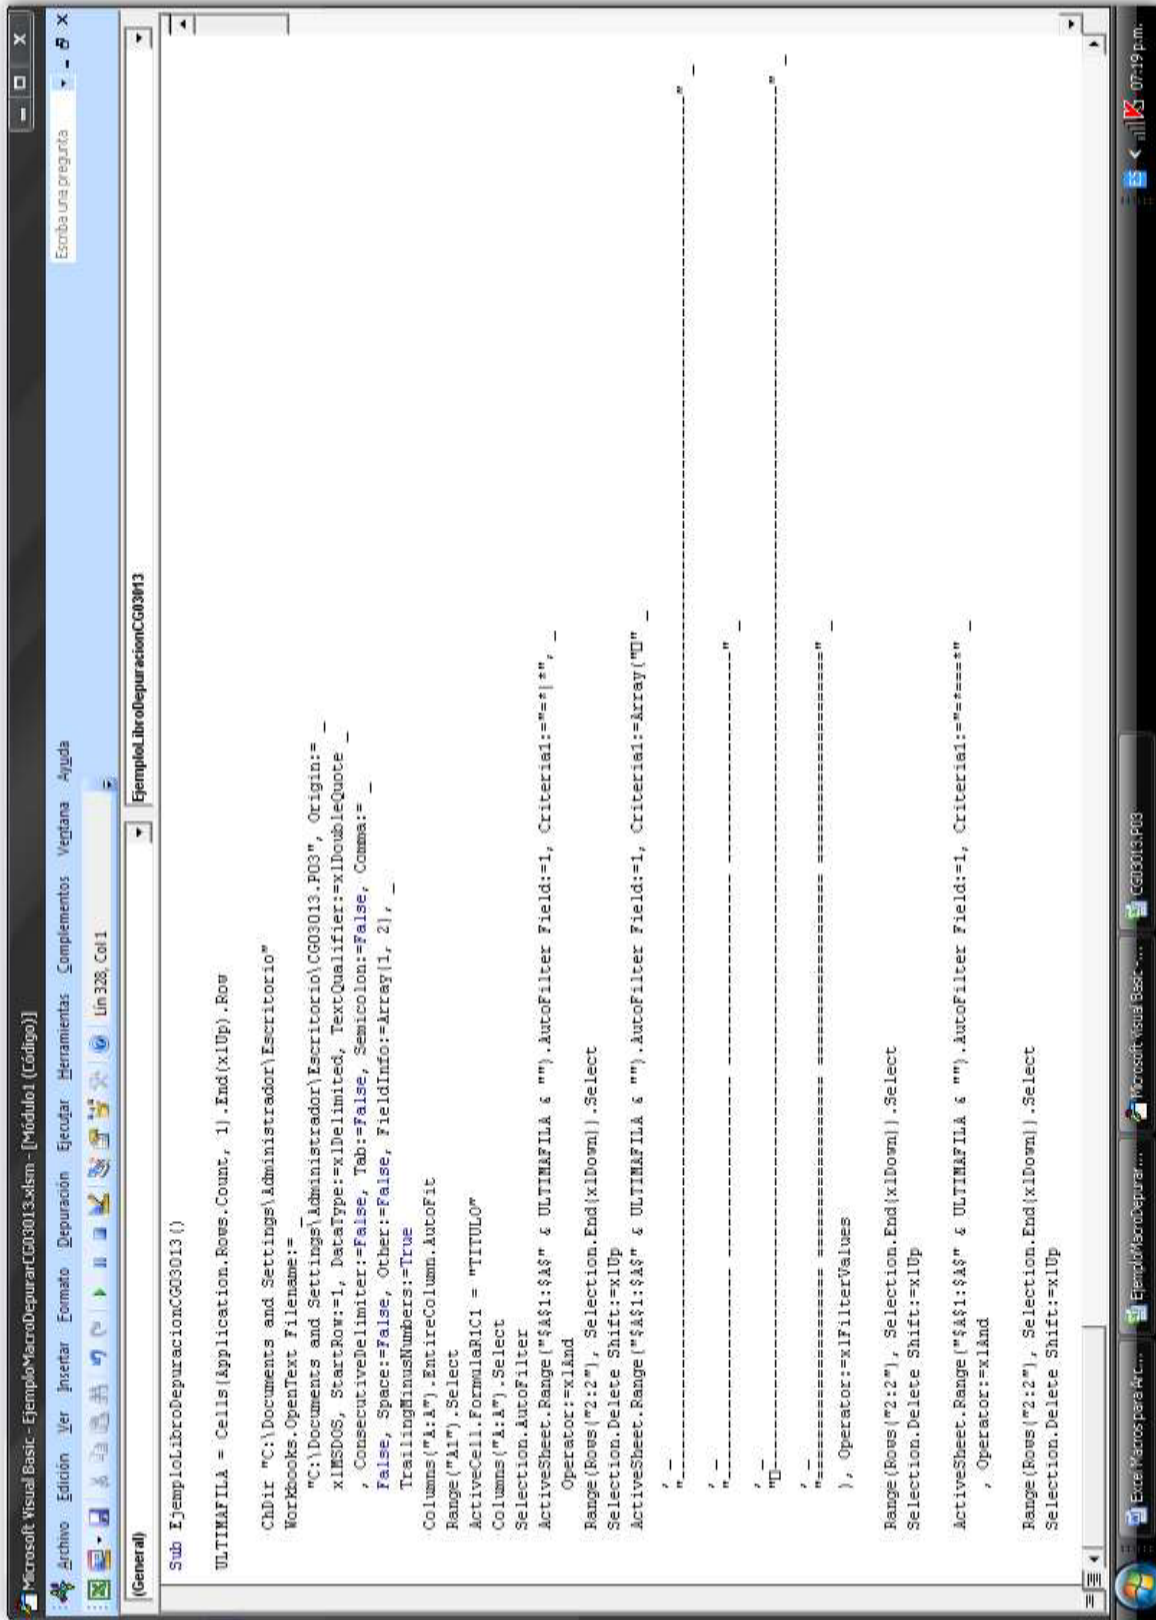 Microsoft Visual Basic - EjemploMacroDepurarCG03013.xlsm - [Módulo1 (Código)]
Archivo Edición Ver Insertar Formato Depuración Ejecutar Herramientas Complementos Ventana Ayuda Escriba una pregunta
Lín 328, Col 1
(General) EjemploLibroDepuracionCG03013
Sub EjemploLibroDepuracionCG03013()
ULTIMAFILA = Cells(Application.Rows.Count, 1).End(xlUp).Row
ChDir "C:\Documents and Settings\Administrador\Escritorio"
Workbooks.OpenText Filename:= _
"C:\Documents and Settings\Administrador\Escritorio\CG03013.P03", Origin:= _
xlMSDOS, StartRow:=1, DataType:=xlDelimited, TextQualifier:=xlDoubleQuote _
, ConsecutiveDelimiter:=False, Tab:=False, Semicolon:=False, Comma:= _
False, Space:=False, Other:=False, FieldInfo:=Array(1, 2), _
TrailingMinusNumbers:=True
Columns("A:A").EntireColumn.AutoFit
Range("A1").Select
ActiveCell.FormulaR1C1 = "TITULO"
Columns("A:A").Select
Selection.AutoFilter
ActiveSheet.Range("$A$1:$A$" & ULTIMAFILA & "").AutoFilter Field:=1, Criteria1:="=*|*", _
Operator:=xlAnd
Range(Rows("2:2"), Selection.End(xlDown)).Select
Selection.Delete Shift:=xlUp
ActiveSheet.Range("$A$1:$A$" & ULTIMAFILA & "").AutoFilter Field:=1, Criteria1:=Array("□" _
, _
"--------------------------------------------------------------------------------------------------------------------------------" _
, _
"-------------------- -------------------- -------------------- --------------------" _
, _
"□--------------------------------------------------------------------------------------------------------------------------------" _
, _
"==================== ==================== ==================== ====================" _
), Operator:=xlFilterValues
Range(Rows("2:2"), Selection.End(xlDown)).Select
Selection.Delete Shift:=xlUp
ActiveSheet.Range("$A$1:$A$" & ULTIMAFILA & "").AutoFilter Field:=1, Criteria1:="=*===*" _
, Operator:=xlAnd
Range(Rows("2:2"), Selection.End(xlDown)).Select
Selection.Delete Shift:=xlUp
Excel Macros para Arc... EjemploMacroDepurar... Microsoft Visual Basic -... CG03013.P03 ES 07:19 p.m.